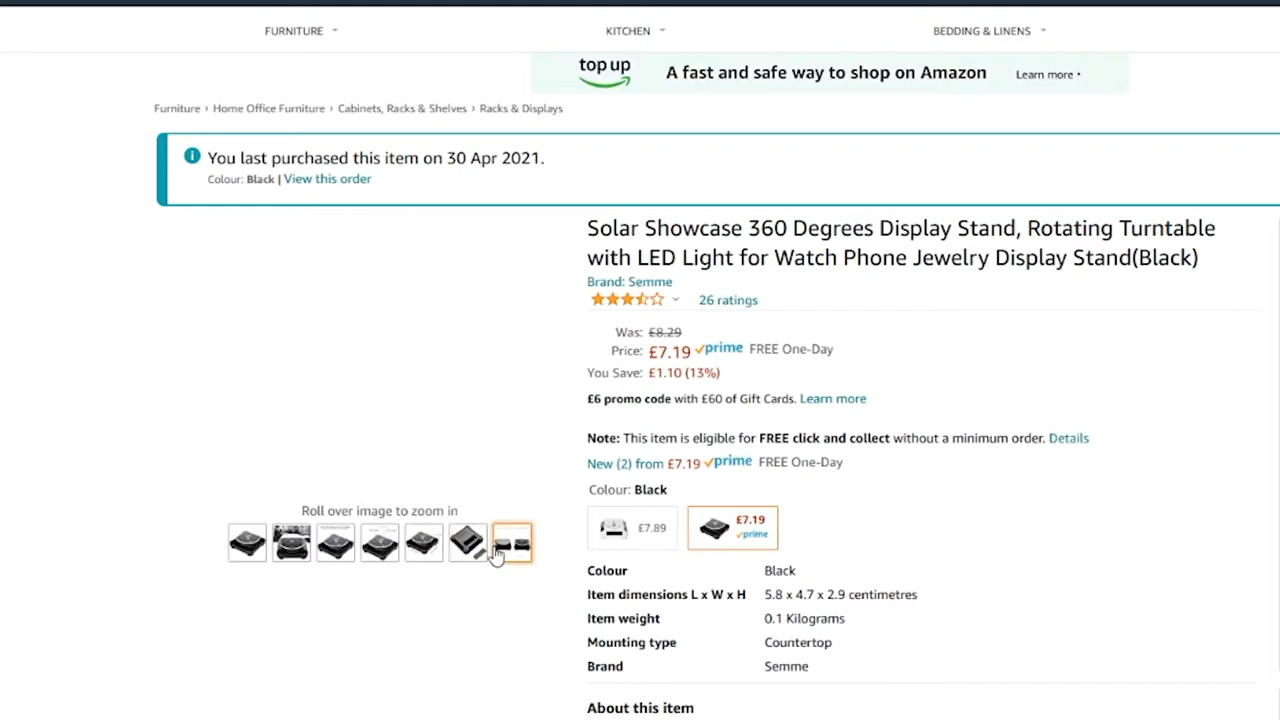 FURNITURE KITCHEN BEDDING & LINENS
top up A fast and safe way to shop on Amazon Learn more ▸
Furniture › Home Office Furniture › Cabinets, Racks & Shelves › Racks & Displays
You last purchased this item on 30 Apr 2021.
Colour: Black | View this order
Solar Showcase 360 Degrees Display Stand, Rotating Turntable
with LED Light for Watch Phone Jewelry Display Stand(Black)
Brand: Semme
26 ratings
Was: £8.29
Price: £7.19 prime FREE One-Day
You Save: £1.10 (13%)
£6 promo code with £60 of Gift Cards. Learn more
Note: This item is eligible for FREE click and collect without a minimum order. Details
New (2) from £7.19 prime FREE One-Day
Colour: Black
£7.89
£7.19
prime
Roll over image to zoom in
Colour Black
Item dimensions L x W x H 5.8 x 4.7 x 2.9 centimetres
Item weight 0.1 Kilograms
Mounting type Countertop
Brand Semme
About this item